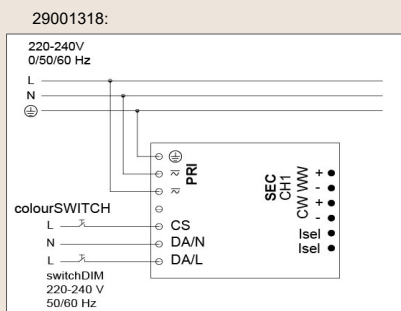 29001318:
220-240V
0/50/60 Hz
L
N
PRI
SEC
CH1
CW WW
+
-
+
-
Isel
Isel
colourSWITCH
L CS
N DA/N
L DA/L
switchDIM
220-240 V
50/60 Hz